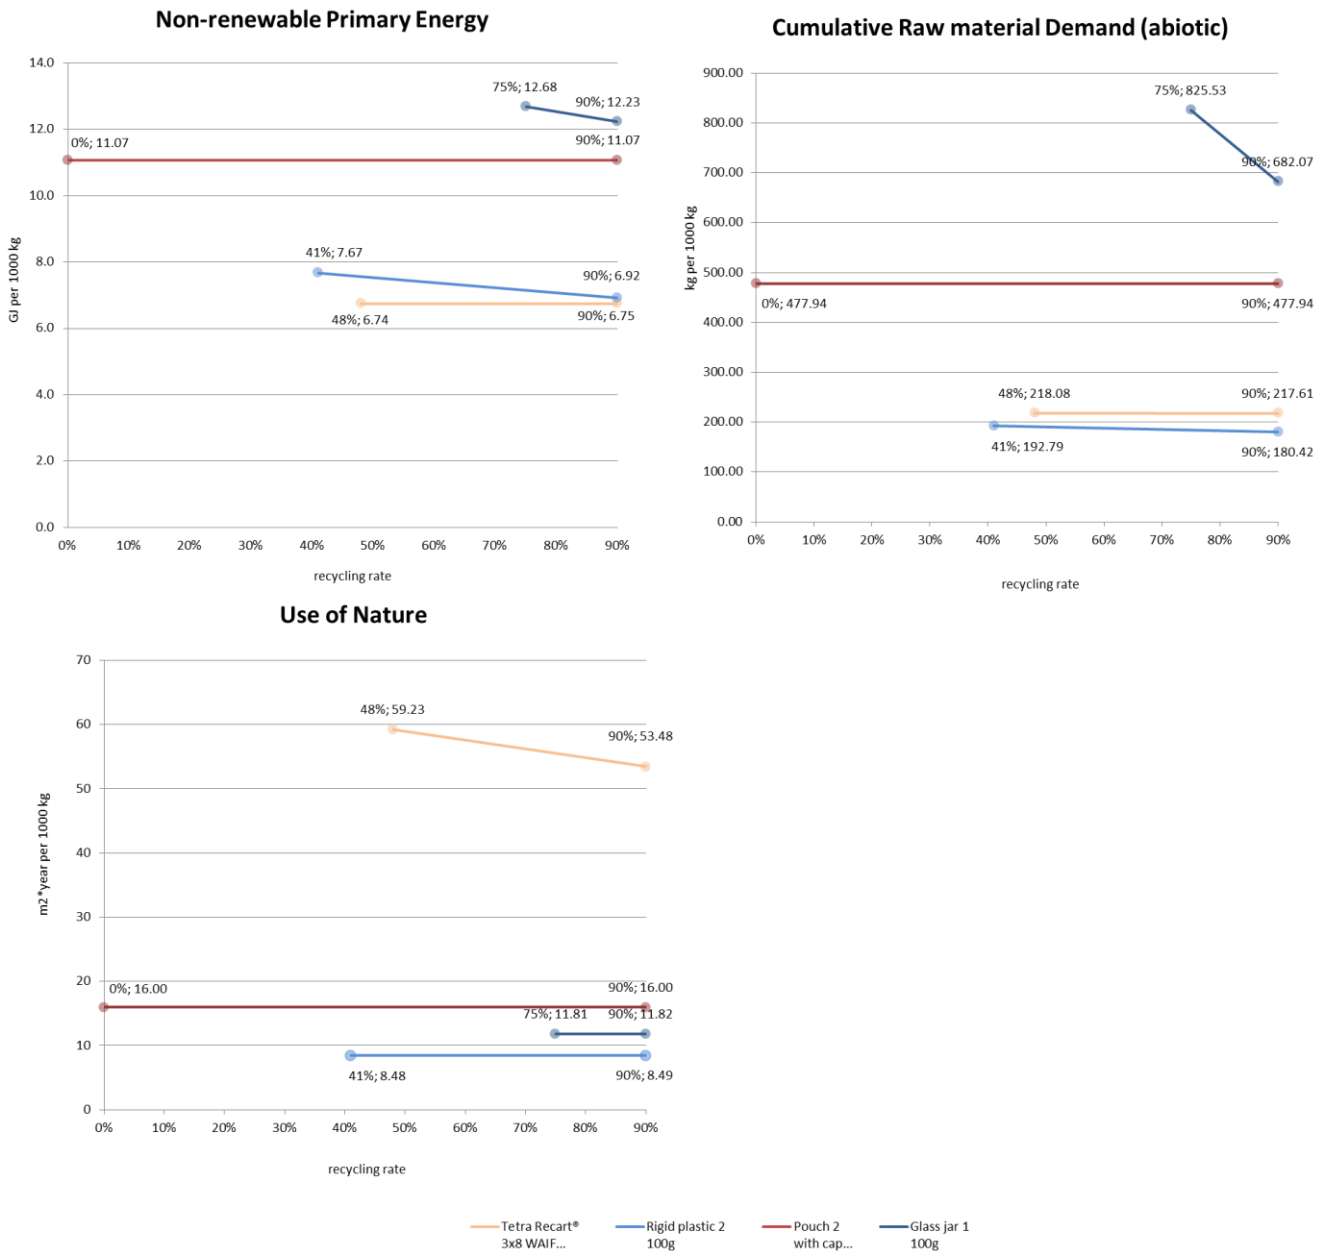 Non-renewable Primary Energy
14.0
12.0
10.0
8.0
6.0
4.0
2.0
0.0
GJ per 1000 kg
75%; 12.68
90%; 12.23
0%; 11.07
90%; 11.07
41%; 7.67
90%; 6.92
48%; 6.74
90%; 6.75
0% 10% 20% 30% 40% 50% 60% 70% 80% 90%
recycling rate
Cumulative Raw material Demand (abiotic)
900.00
800.00
700.00
600.00
500.00
400.00
300.00
200.00
100.00
0.00
kg per 1000 kg
75%; 825.53
90%; 682.07
0%; 477.94
90%; 477.94
48%; 218.08
90%; 217.61
41%; 192.79
90%; 180.42
0% 10% 20% 30% 40% 50% 60% 70% 80% 90%
recycling rate
Use of Nature
70
60
50
40
30
20
10
0
m2*year per 1000 kg
48%; 59.23
90%; 53.48
0%; 16.00
90%; 16.00
75%; 11.81
90%; 11.82
41%; 8.48
90%; 8.49
0% 10% 20% 30% 40% 50% 60% 70% 80% 90%
recycling rate
Tetra Recart®
3x8 WAIF...
Rigid plastic 2
100g
Pouch 2
with cap...
Glass jar 1
100g